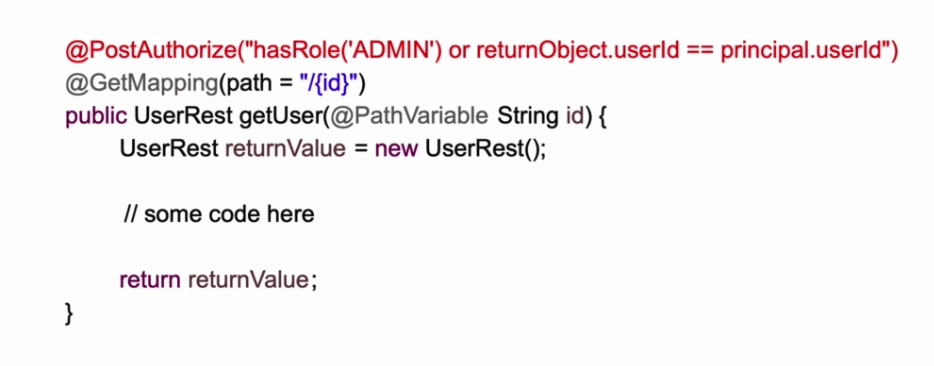 @PostAuthorize("hasRole('ADMIN') or returnObject.userId == principal.userId")
@GetMapping(path = "/{id}")
public UserRest getUser(@PathVariable String id) {
UserRest returnValue = new UserRest();
// some code here
return returnValue;
}